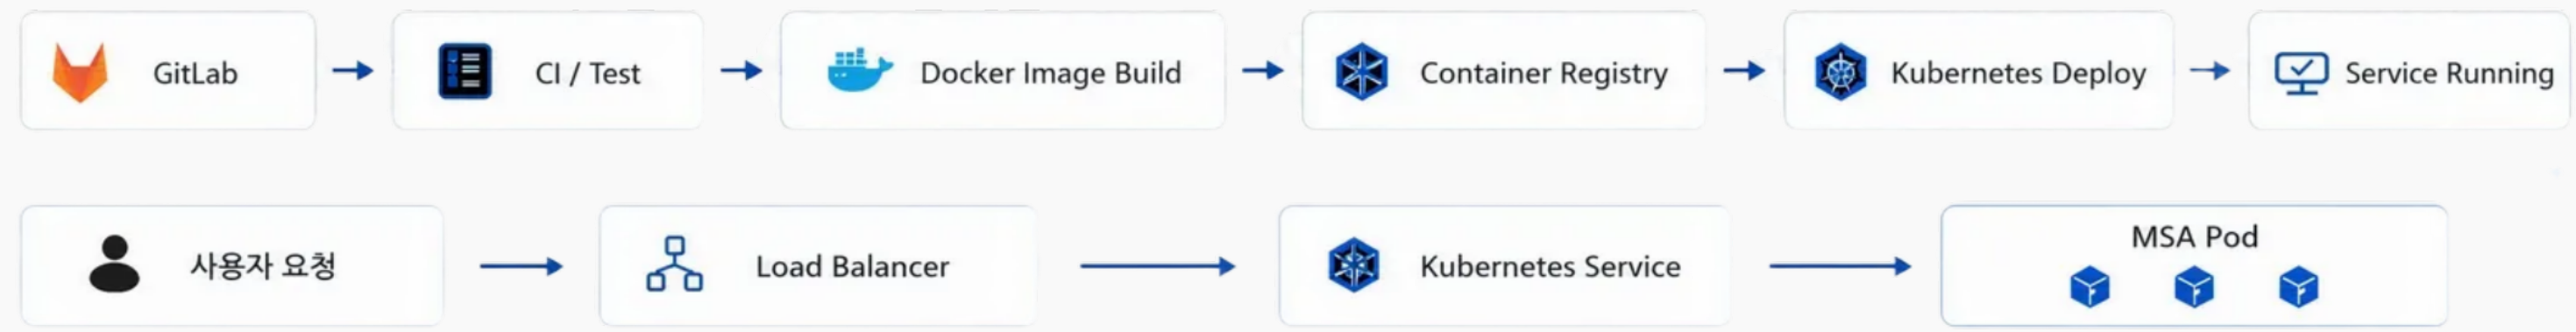 GitLab
CI / Test
Docker Image Build
Container Registry
Kubernetes Deploy
Service Running
사용자 요청
Load Balancer
Kubernetes Service
MSA Pod